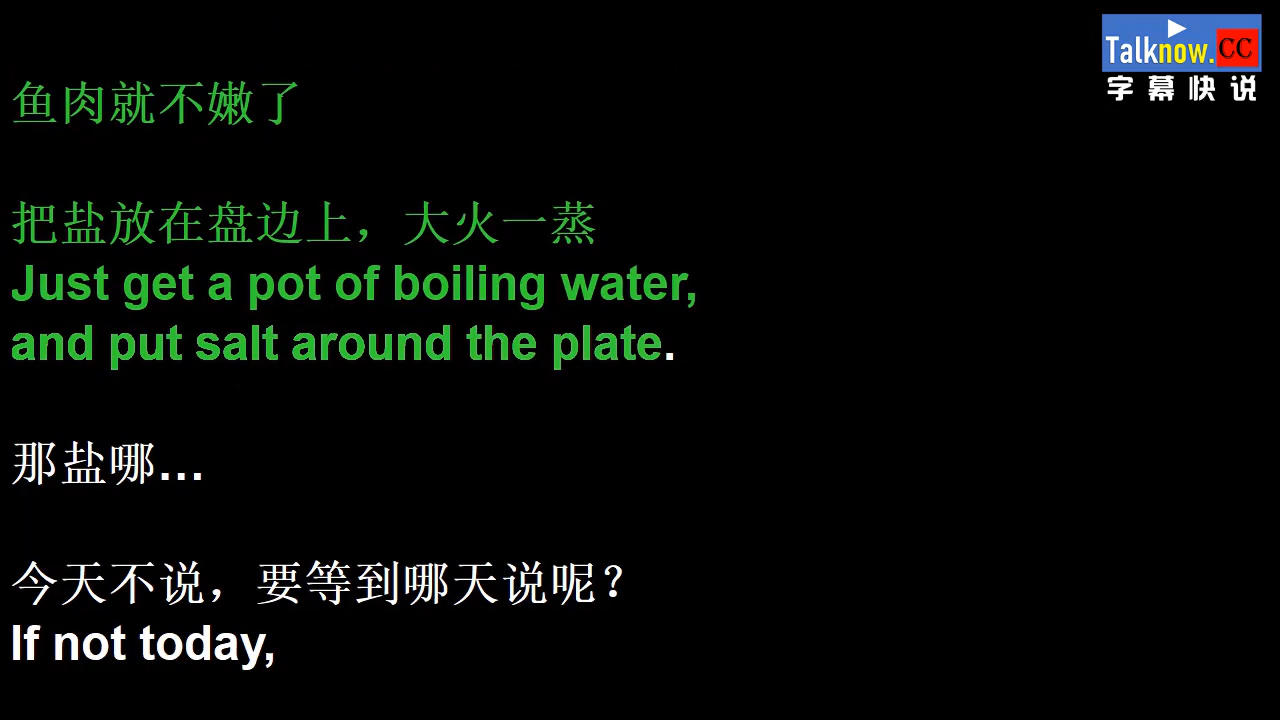 Talknow.CC
字幕快说
鱼肉就不嫩了
把盐放在盘边上，大火一蒸
Just get a pot of boiling water,
and put salt around the plate.
那盐哪...
今天不说，要等到哪天说呢？
If not today,